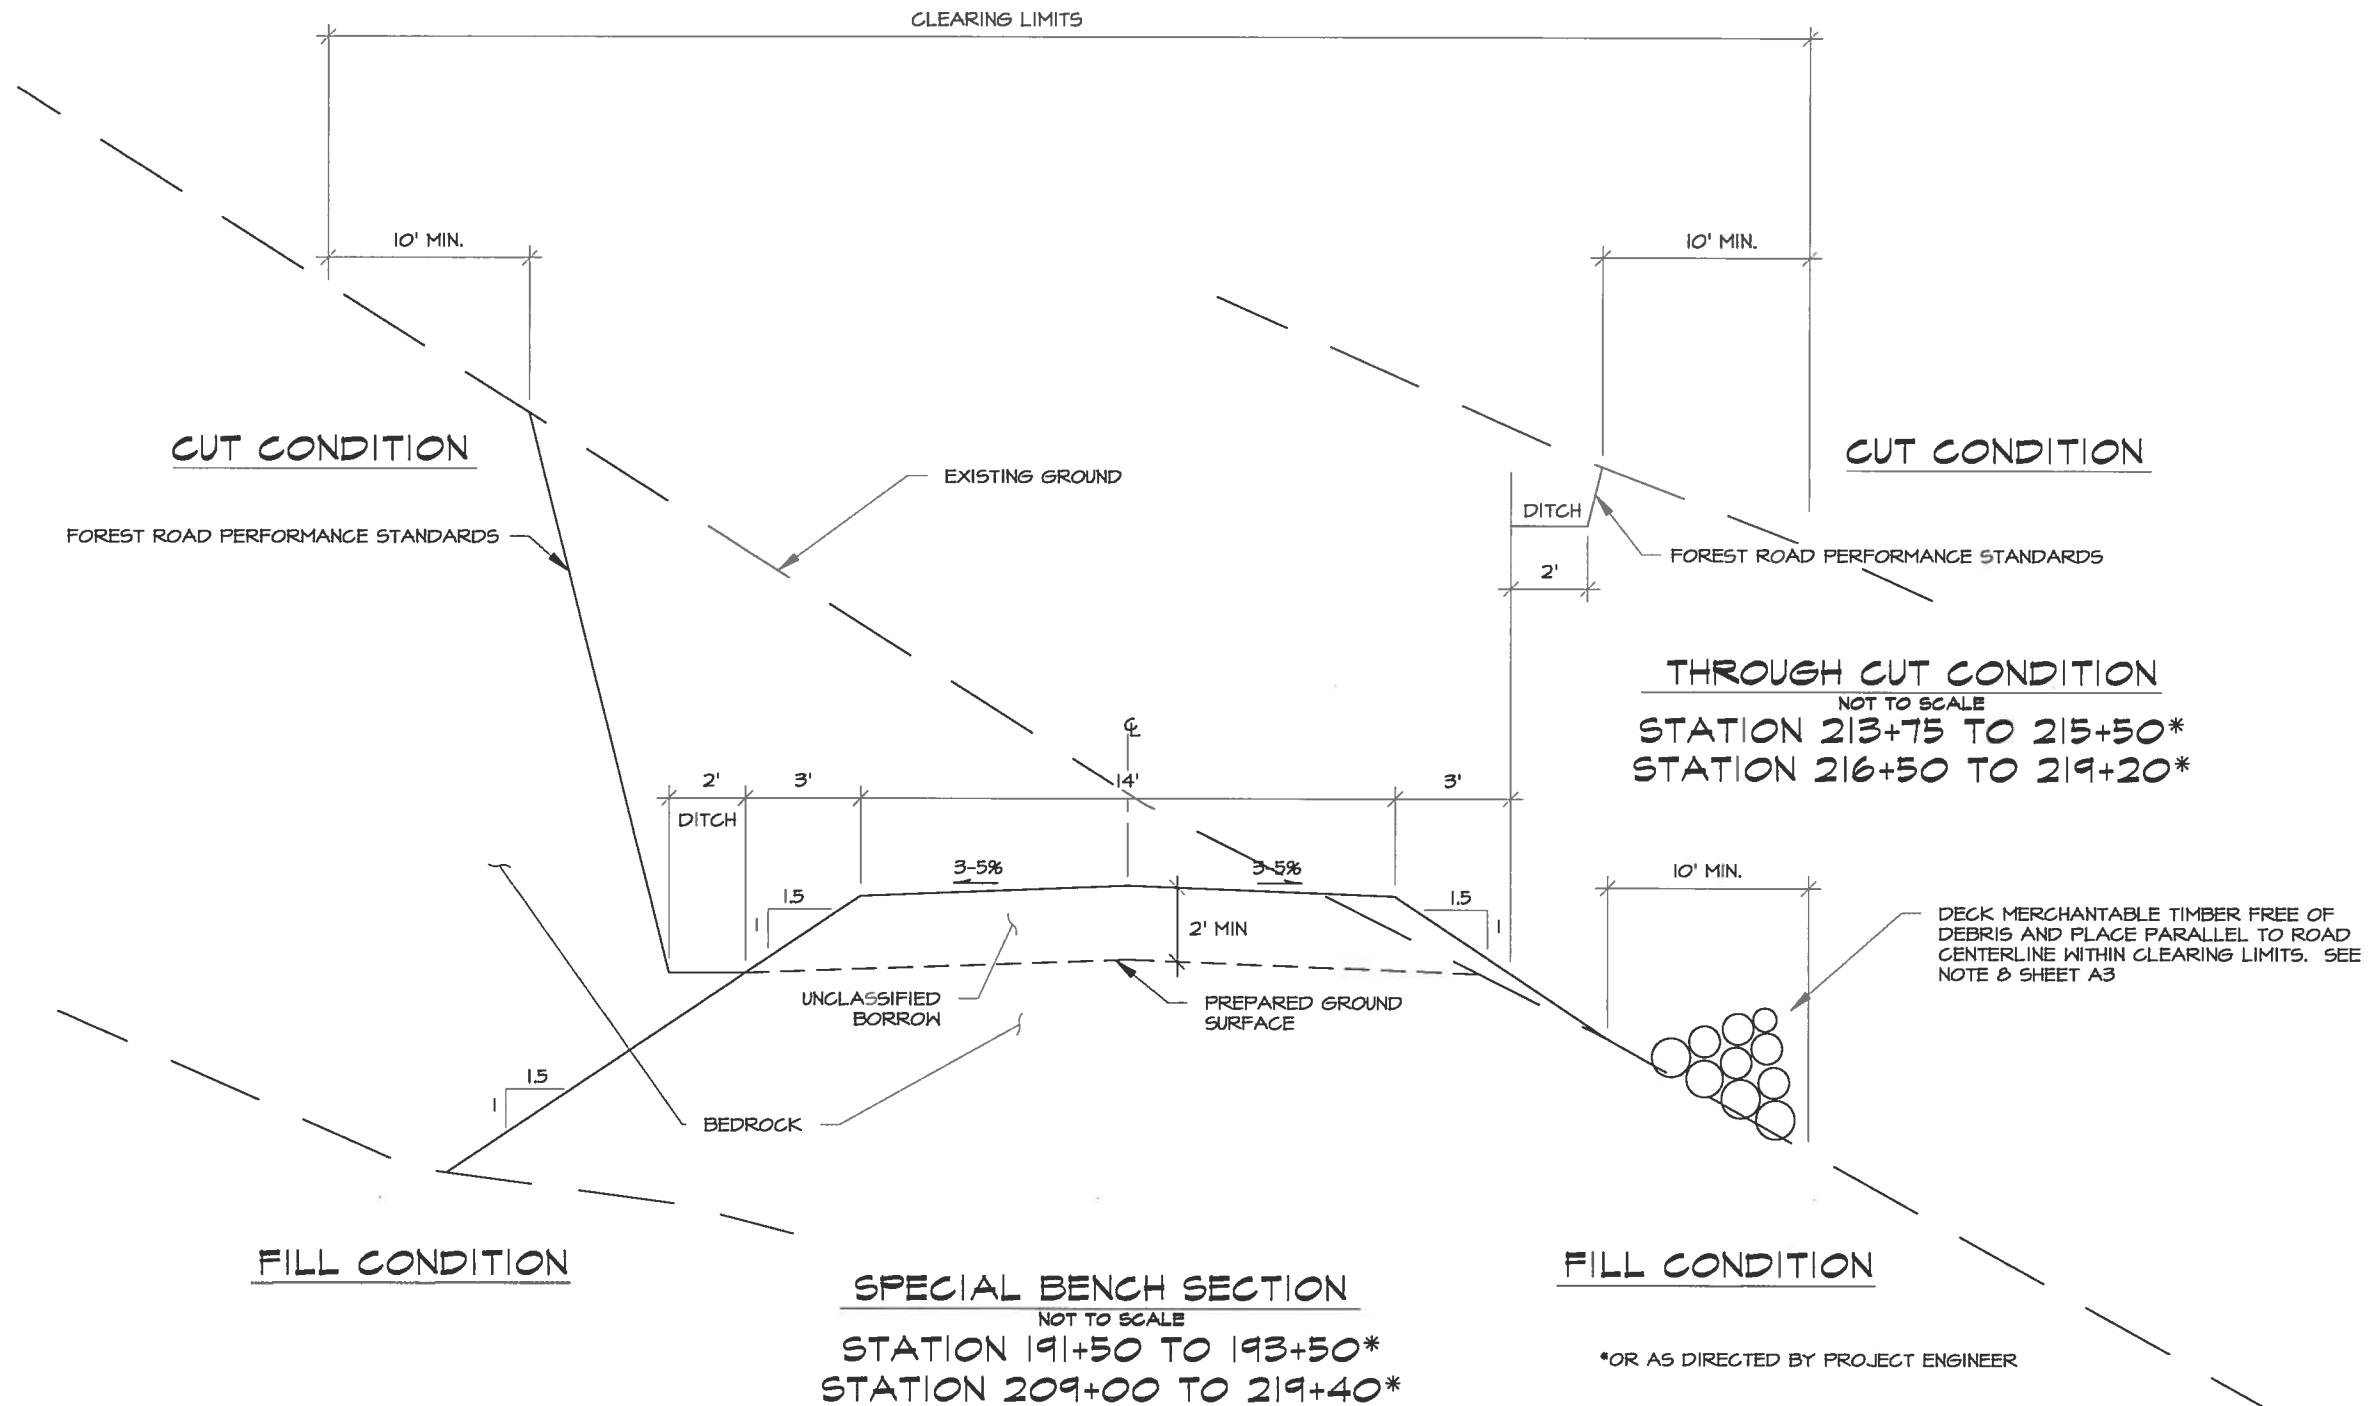 CLEARING LIMITS
10' MIN.
10' MIN.
CUT CONDITION
CUT CONDITION
EXISTING GROUND
FOREST ROAD PERFORMANCE STANDARDS
DITCH
FOREST ROAD PERFORMANCE STANDARDS
2'
THROUGH CUT CONDITION
NOT TO SCALE
STATION 213+75 TO 215+50*
STATION 216+50 TO 219+20*
℄
2'
3'
14'
3'
DITCH
3-5%
3-5%
10' MIN.
1.5
1
1.5
1
2' MIN
DECK MERCHANTABLE TIMBER FREE OF
DEBRIS AND PLACE PARALLEL TO ROAD
CENTERLINE WITHIN CLEARING LIMITS. SEE
NOTE 8 SHEET A3
UNCLASSIFIED
BORROW
PREPARED GROUND
SURFACE
1.5
1
BEDROCK
FILL CONDITION
FILL CONDITION
SPECIAL BENCH SECTION
NOT TO SCALE
STATION 191+50 TO 193+50*
STATION 209+00 TO 219+40*
*OR AS DIRECTED BY PROJECT ENGINEER